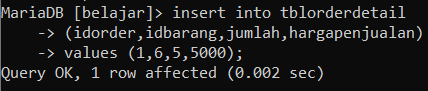 MariaDB [belajar]> insert into tblorderdetail
    -> (idorder,idbarang,jumlah,hargapenjualan)
    -> values (1,6,5,5000);
Query OK, 1 row affected (0.002 sec)